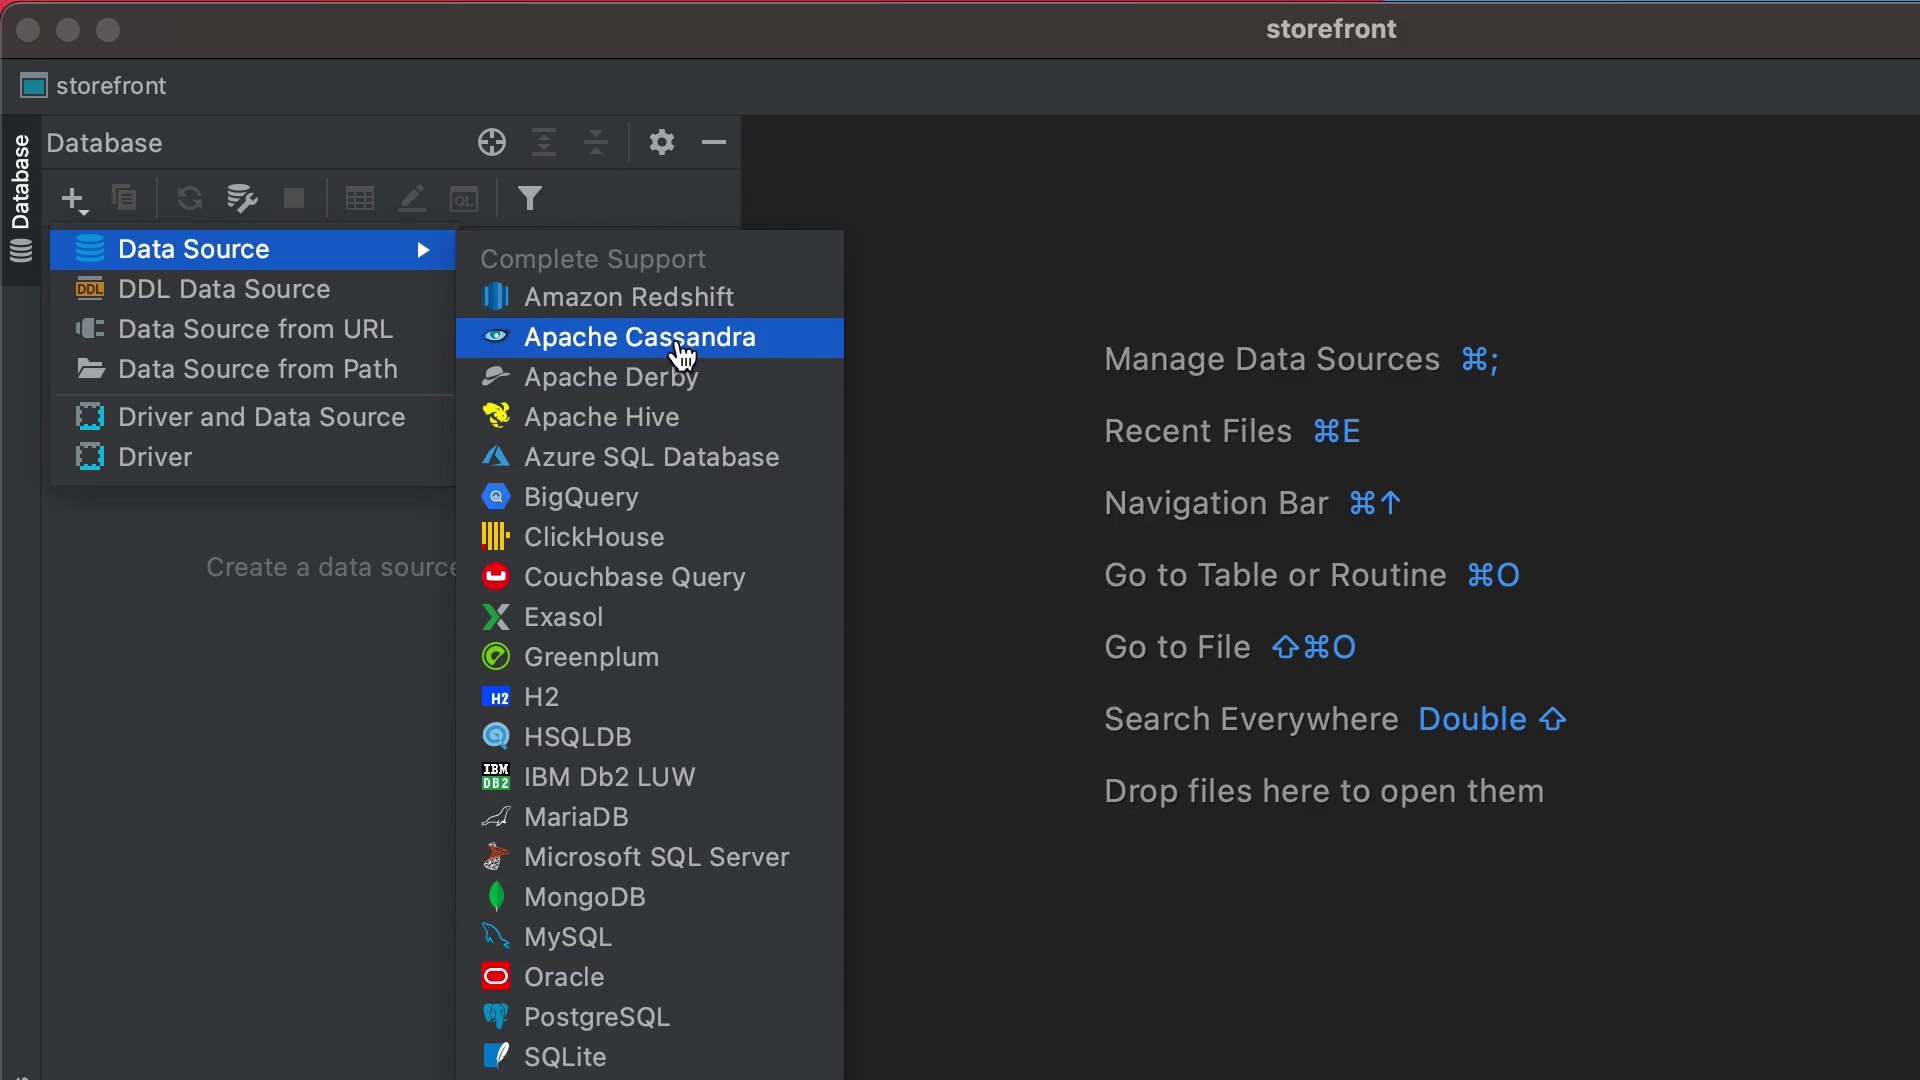 storefront
storefront
Database
Database
QL
Data Source
DDL Data Source
Data Source from URL
Data Source from Path
Driver and Data Source
Driver
Create a data source
Complete Support
Amazon Redshift
Apache Cassandra
Apache Derby
Apache Hive
Azure SQL Database
BigQuery
ClickHouse
Couchbase Query
Exasol
Greenplum
H2 H2
HSQLDB
IBM DB2 IBM Db2 LUW
MariaDB
Microsoft SQL Server
MongoDB
MySQL
Oracle
PostgreSQL
SQLite
Manage Data Sources ⌘;
Recent Files ⌘E
Navigation Bar ⌘↑
Go to Table or Routine ⌘O
Go to File ⇧⌘O
Search Everywhere Double ⇧
Drop files here to open them